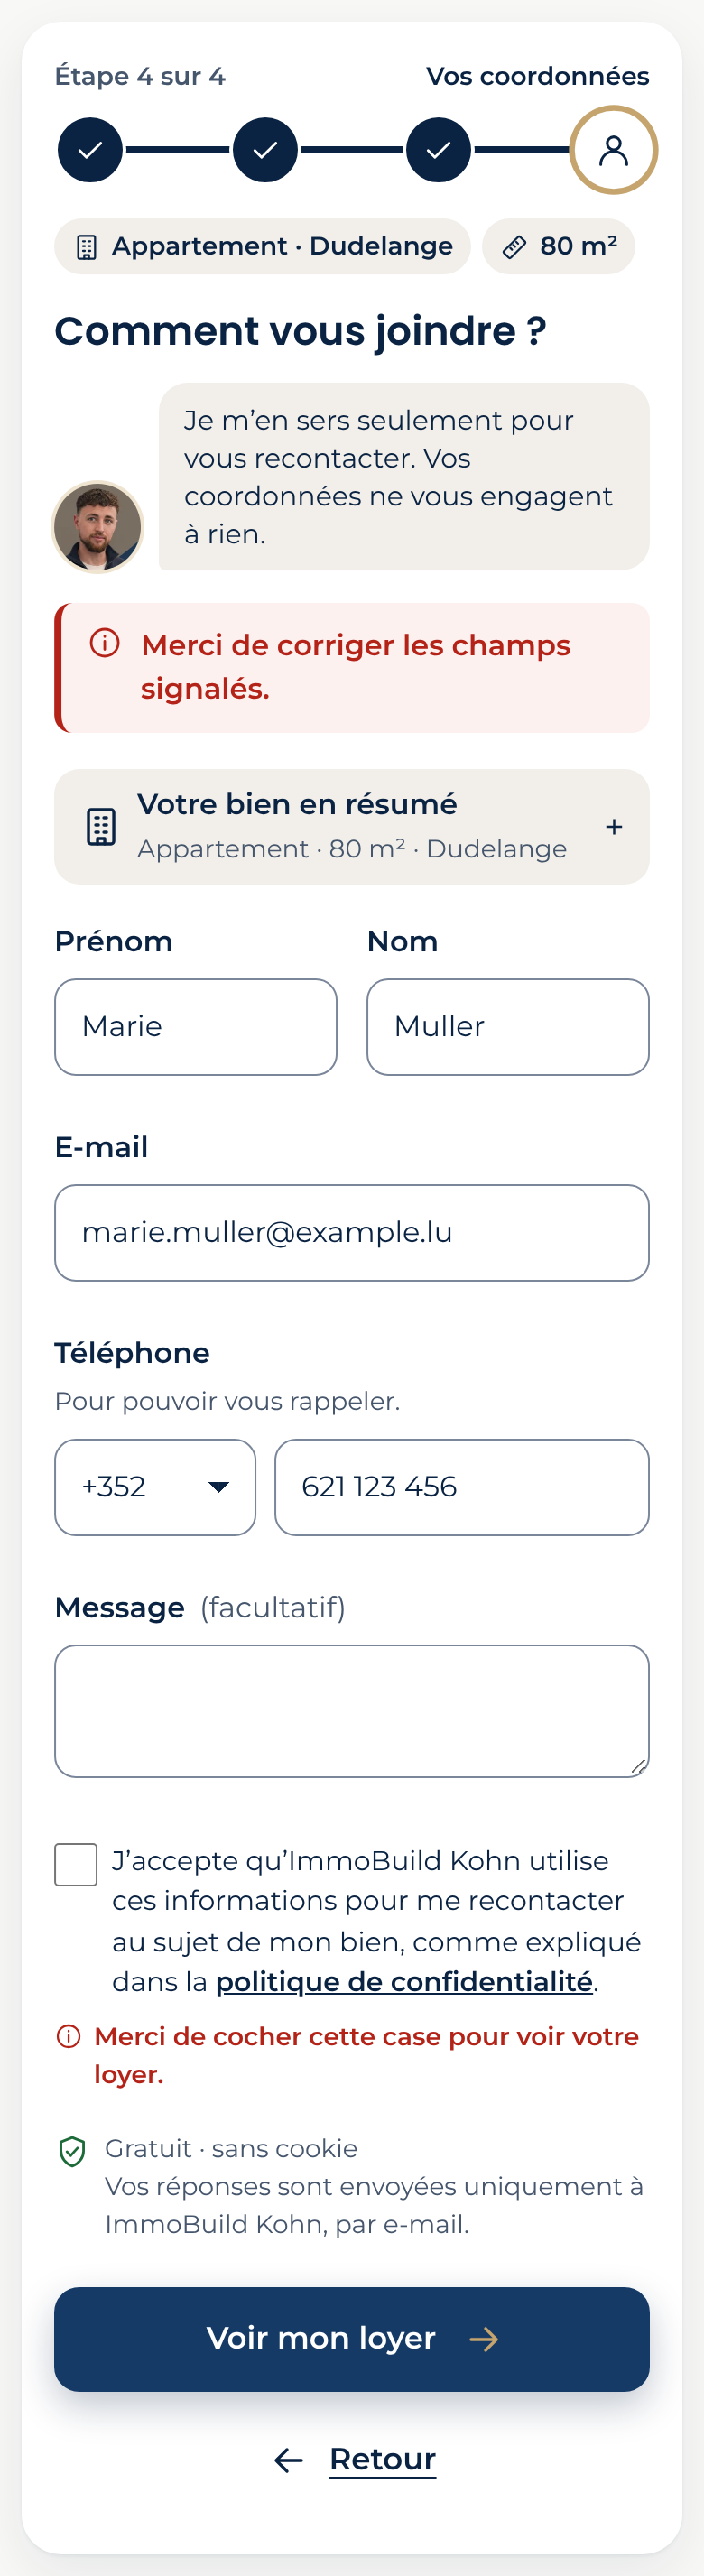 Étape 4 sur 4
Vos coordonnées
Appartement · Dudelange
80 m²
Comment vous joindre ?
Je m’en sers seulement pour
vous recontacter. Vos
coordonnées ne vous engagent
à rien.
Merci de corriger les champs
signalés.
Votre bien en résumé
Appartement · 80 m² · Dudelange
+
Prénom
Nom
Marie
Muller
E-mail
marie.muller@example.lu
Téléphone
Pour pouvoir vous rappeler.
+352
621 123 456
Message (facultatif)
J’accepte qu’ImmoBuild Kohn utilise
ces informations pour me recontacter
au sujet de mon bien, comme expliqué
dans la politique de confidentialité.
Merci de cocher cette case pour voir votre
loyer.
Gratuit · sans cookie
Vos réponses sont envoyées uniquement à
ImmoBuild Kohn, par e-mail.
Voir mon loyer →
← Retour